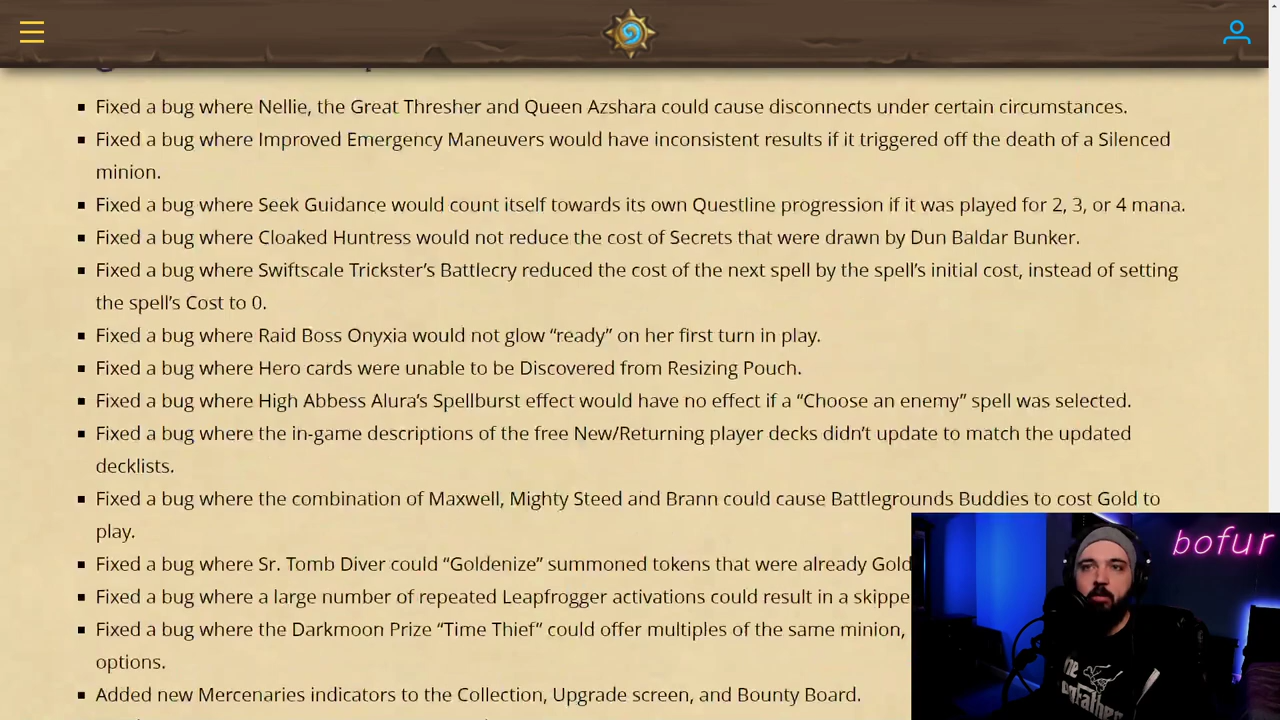 Fixed a bug where Nellie, the Great Thresher and Queen Azshara could cause disconnects under certain circumstances.
Fixed a bug where Improved Emergency Maneuvers would have inconsistent results if it triggered off the death of a Silenced
minion.
Fixed a bug where Seek Guidance would count itself towards its own Questline progression if it was played for 2, 3, or 4 mana.
Fixed a bug where Cloaked Huntress would not reduce the cost of Secrets that were drawn by Dun Baldar Bunker.
Fixed a bug where Swiftscale Trickster’s Battlecry reduced the cost of the next spell by the spell’s initial cost, instead of setting
the spell’s Cost to 0.
Fixed a bug where Raid Boss Onyxia would not glow “ready” on her first turn in play.
Fixed a bug where Hero cards were unable to be Discovered from Resizing Pouch.
Fixed a bug where High Abbess Alura’s Spellburst effect would have no effect if a “Choose an enemy” spell was selected.
Fixed a bug where the in-game descriptions of the free New/Returning player decks didn’t update to match the updated
decklists.
Fixed a bug where the combination of Maxwell, Mighty Steed and Brann could cause Battlegrounds Buddies to cost Gold to
play.
Fixed a bug where Sr. Tomb Diver could “Goldenize” summoned tokens that were already Gold
Fixed a bug where a large number of repeated Leapfrogger activations could result in a skippe
Fixed a bug where the Darkmoon Prize “Time Thief” could offer multiples of the same minion,
options.
Added new Mercenaries indicators to the Collection, Upgrade screen, and Bounty Board.
bofur
the